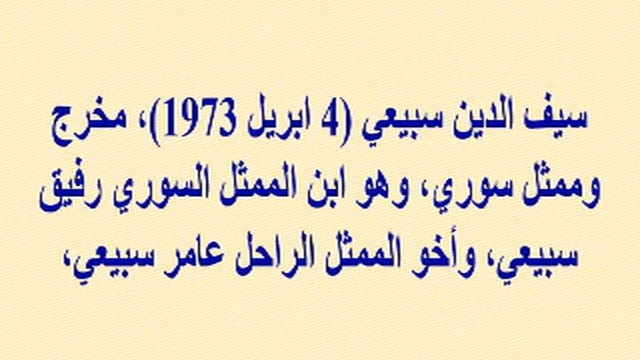 سيف الدين سبيعي (4 ابريل 1973)، مخرج
وممثل سوري، وهو ابن الممثل السوري رفيق
سبيعي، وأخو الممثل الراحل عامر سبيعي،